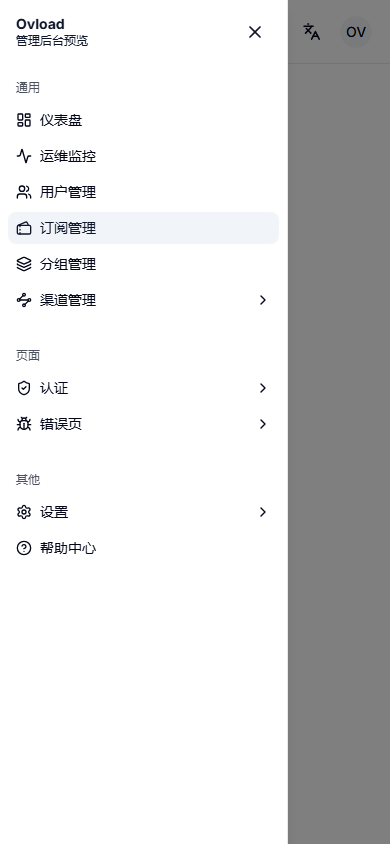 Ovload
管理后台预览
OV
通用
仪表盘
运维监控
用户管理
订阅管理
分组管理
渠道管理
页面
认证
错误页
其他
设置
帮助中心